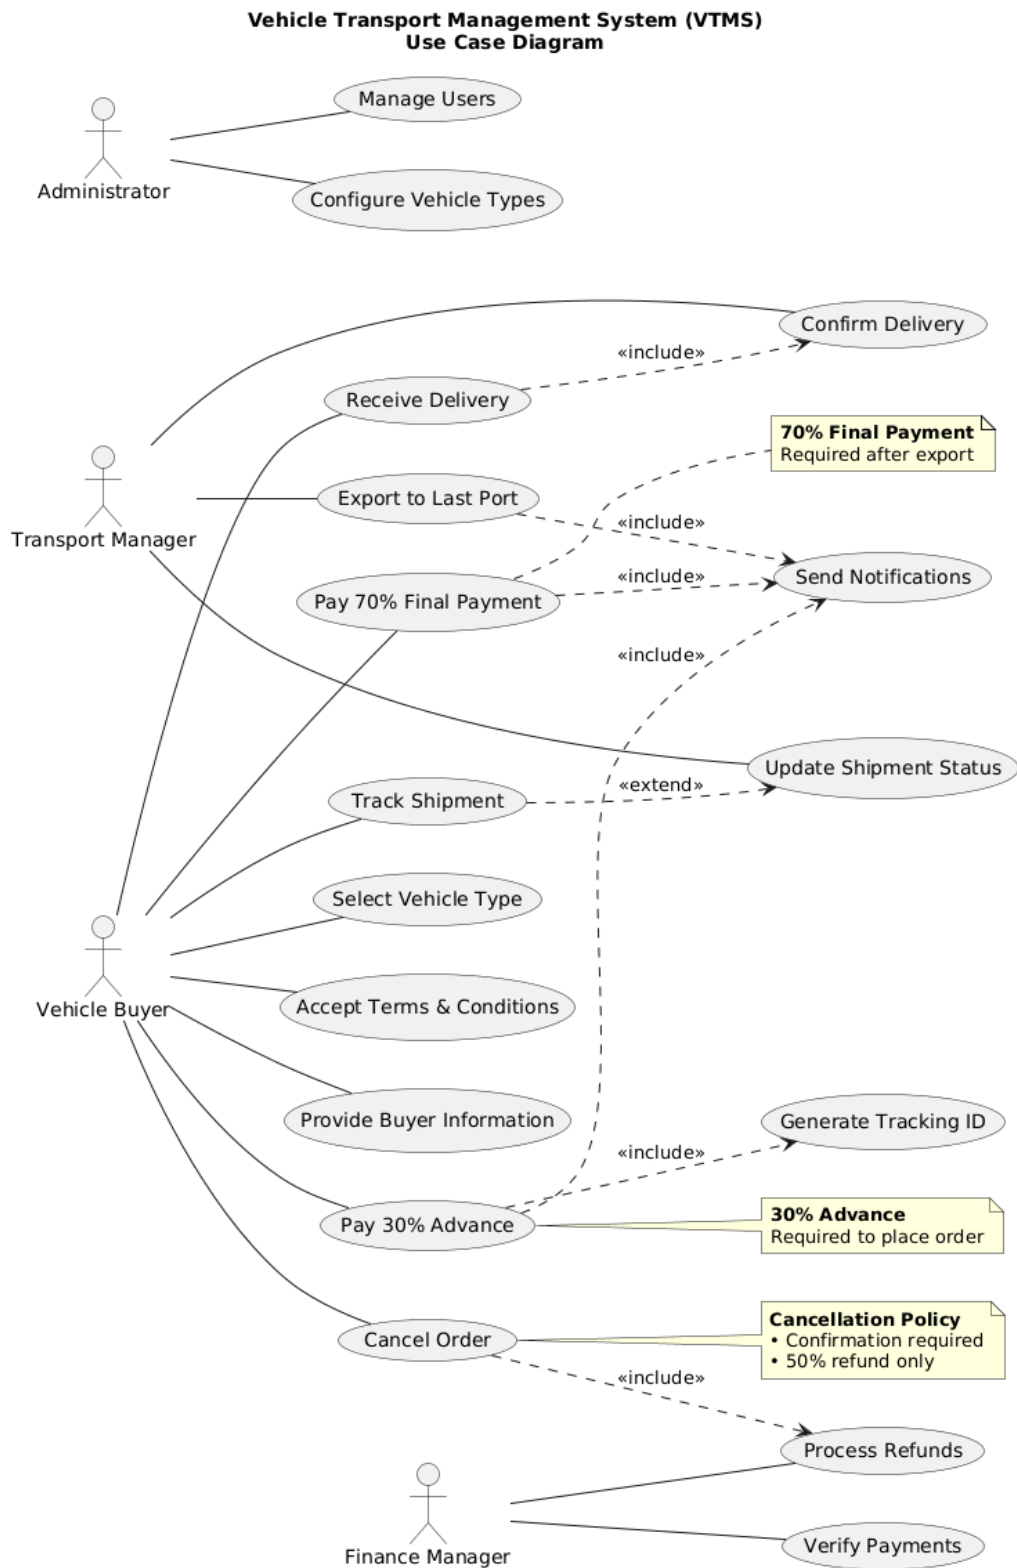 Vehicle Transport Management System (VTMS)
Use Case Diagram
Manage Users
Administrator
Configure Vehicle Types
Confirm Delivery
«include»
Receive Delivery
70% Final Payment
Required after export
Export to Last Port
«include»
Transport Manager
Send Notifications
«include»
Pay 70% Final Payment
«include»
Update Shipment Status
«extend»
Track Shipment
Select Vehicle Type
Vehicle Buyer
Accept Terms & Conditions
Provide Buyer Information
Generate Tracking ID
«include»
30% Advance
Required to place order
Pay 30% Advance
Cancellation Policy
• Confirmation required
• 50% refund only
Cancel Order
«include»
Process Refunds
Verify Payments
Finance Manager